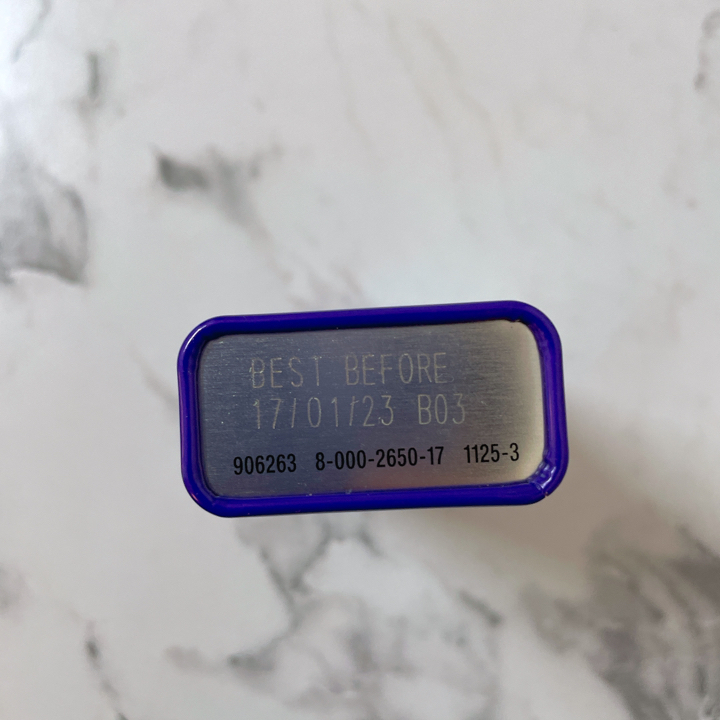 BEST BEFORE
17/01/23 B03
906263 8-000-2650-17 1125-3